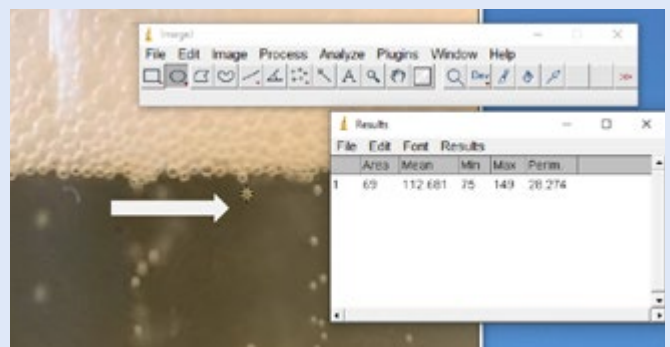 ImageJ
File Edit Image Process Analyze Plugins Window Help
A Dev >>
Results
File Edit Font Results
Area Mean Min Max Perim.
1 69 112.681 75 149 28.274